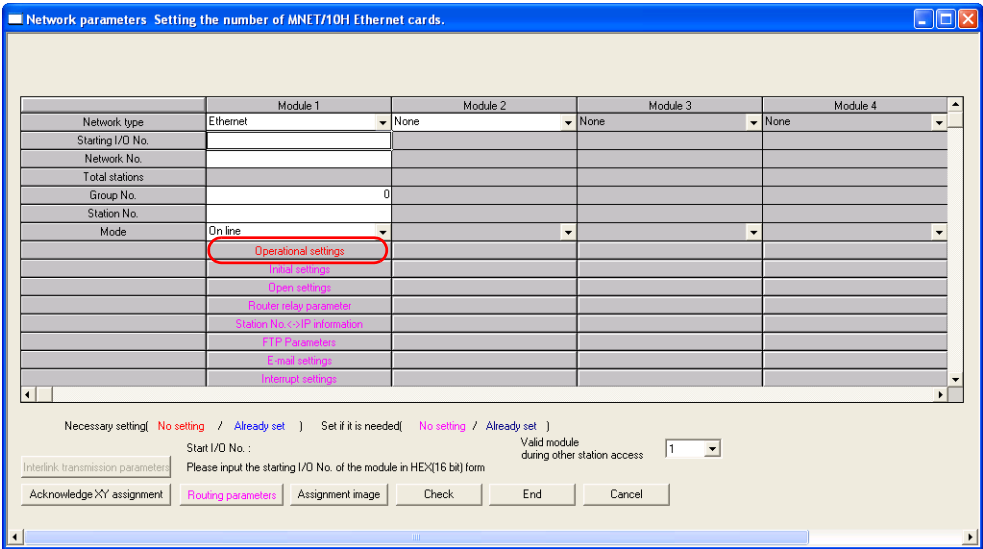 Network parameters Setting the number of MNET/10H Ethernet cards.
Module 1 Module 2 Module 3 Module 4
Network type Ethernet None None None
Starting I/O No.
Network No.
Total stations
Group No. 0
Station No.
Mode On line
Operational settings
Initial settings
Open settings
Router relay parameter
Station No.<->IP information
FTP Parameters
E-mail settings
Interrupt settings
Necessary setting( No setting / Already set ) Set if it is needed( No setting / Already set )
Start I/O No. : Valid module
during other station access 1
Interlink transmission parameters Please input the starting I/O No. of the module in HEX(16 bit) form
Acknowledge XY assignment Routing parameters Assignment image Check End Cancel